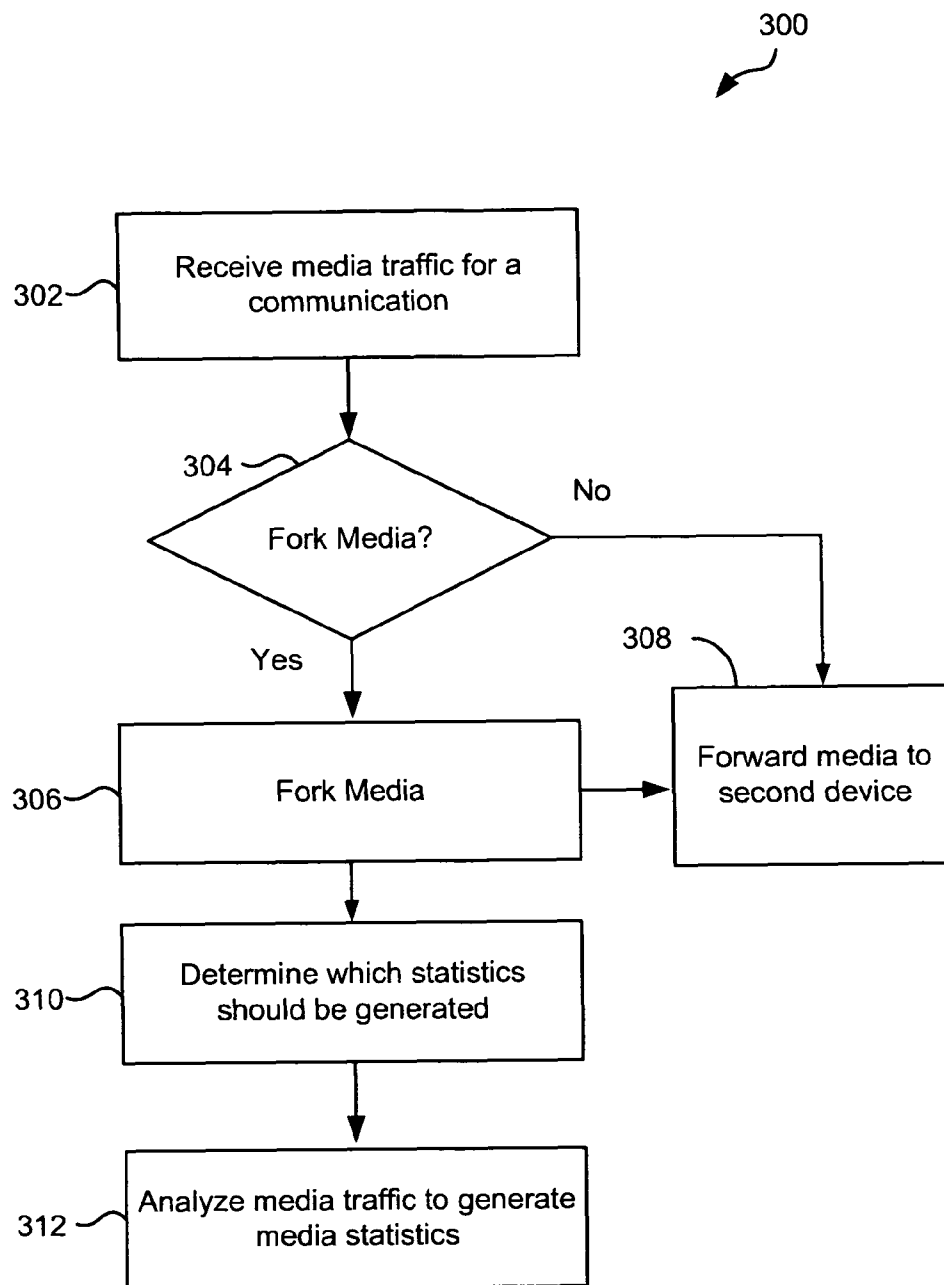 300
Receive media traffic for a
communication
302
304
Fork Media?
No
Yes
308
306
Fork Media
Forward media to
second device
310
Determine which statistics
should be generated
312
Analyze media traffic to generate
media statistics